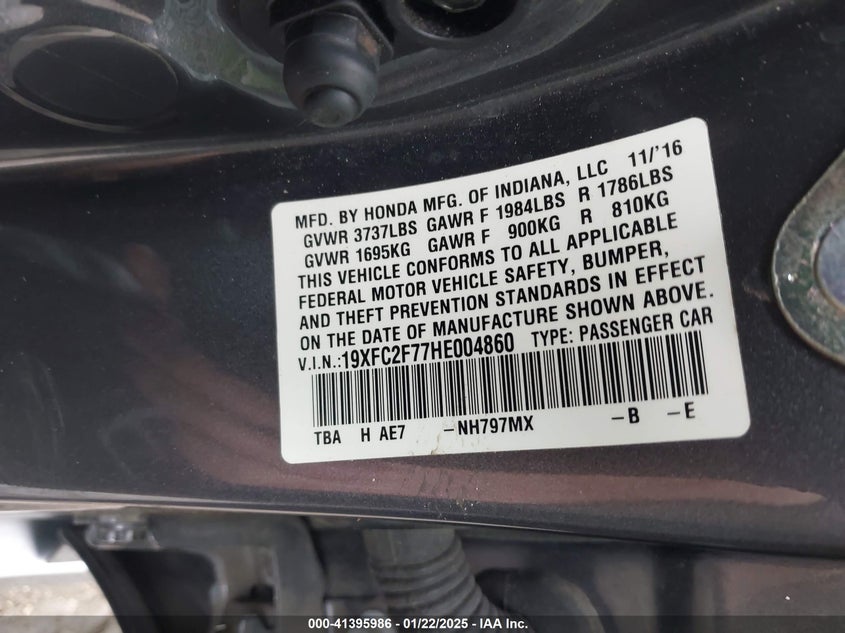 MFD. BY HONDA MFG. OF INDIANA, LLC 11/'16
GVWR 3737LBS GAWR F 1984LBS R 1786LBS
GVWR 1695KG GAWR F 900KG R 810KG
THIS VEHICLE CONFORMS TO ALL APPLICABLE
FEDERAL MOTOR VEHICLE SAFETY, BUMPER,
AND THEFT PREVENTION STANDARDS IN EFFECT
ON THE DATE OF MANUFACTURE SHOWN ABOVE.
V.I.N.:19XFC2F77HE004860 TYPE: PASSENGER CAR
TBA H AE7 -NH797MX -B -E
000-41395986 - 01/22/2025 - IAA Inc.